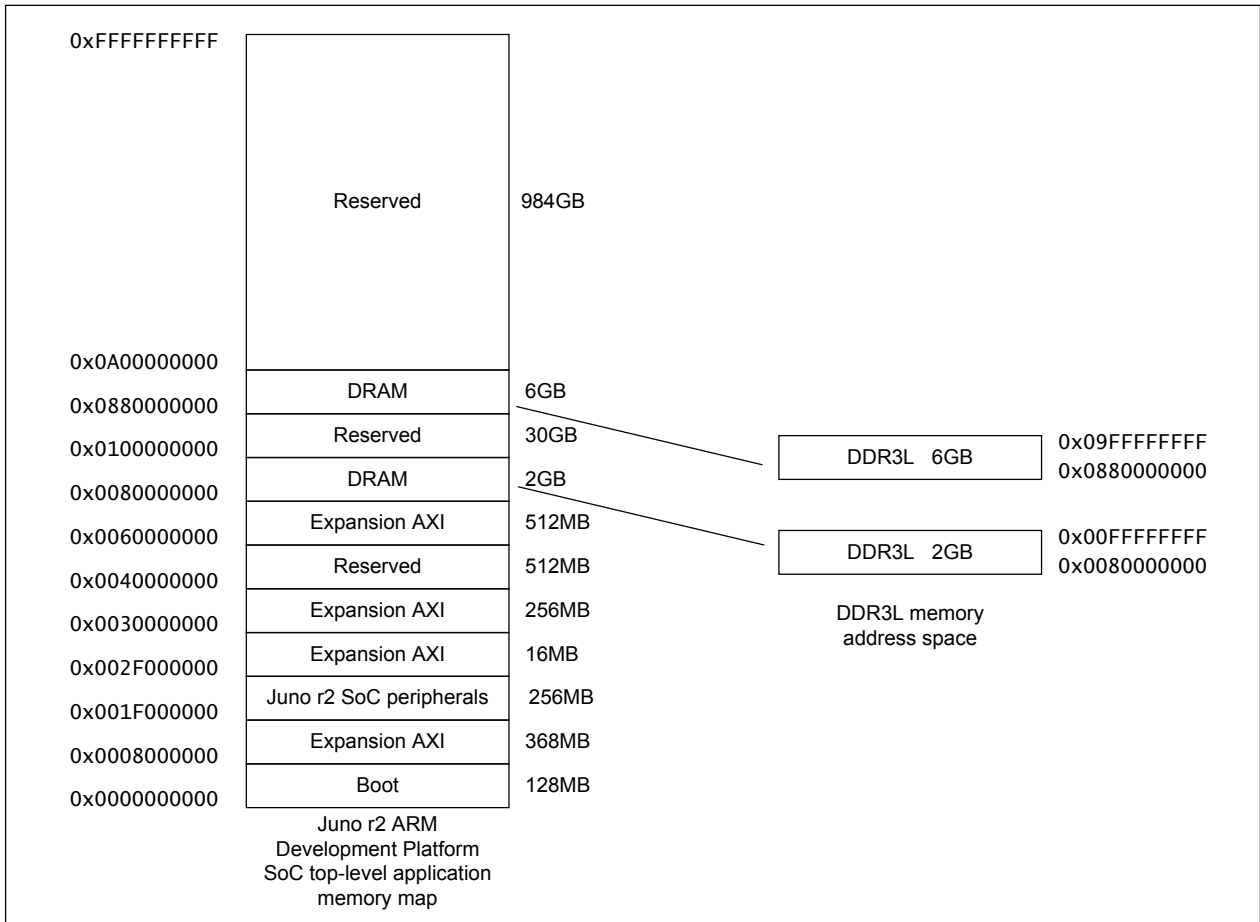 0xFFFFFFFFFF
Reserved 984GB
0x0A00000000
DRAM 6GB
0x0880000000
Reserved 30GB
0x0100000000
DRAM 2GB
0x0080000000
Expansion AXI 512MB
0x0060000000
Reserved 512MB
0x0040000000
Expansion AXI 256MB
0x0030000000
Expansion AXI 16MB
0x002F000000
Juno r2 SoC peripherals 256MB
0x001F000000
Expansion AXI 368MB
0x0008000000
Boot 128MB
0x0000000000
Juno r2 ARM
Development Platform
SoC top-level application
memory map
0x09FFFFFFFF
DDR3L 6GB
0x0880000000
0x00FFFFFFFF
DDR3L 2GB
0x0080000000
DDR3L memory
address space